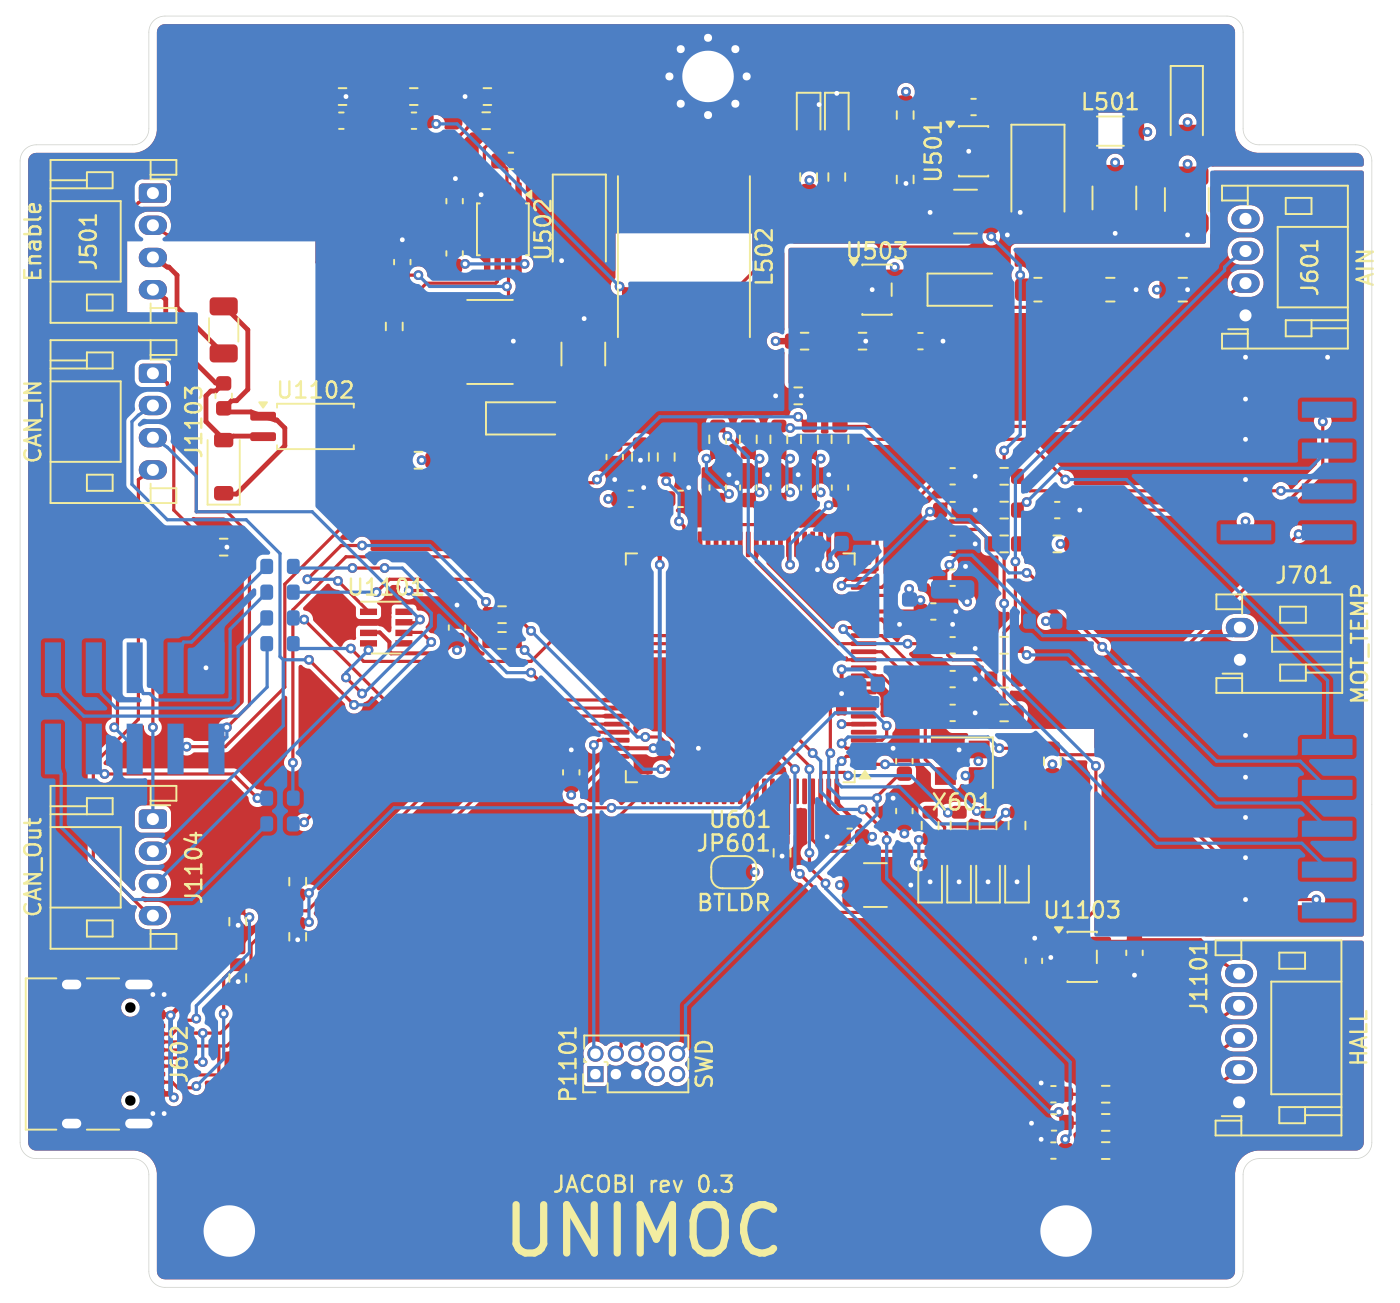 L501
U501
Enable
J501
U502
L502
U503
J601
AIN
U1102
CAN_IN
J1103
U1101
J701
MOT_TEMP
X601
U601
JP601
CAN_Out
J1104
BTLDR
U1103
J1101
J602
P1101
SWD
HALL
JACOBI rev 0.3
UNIMOC